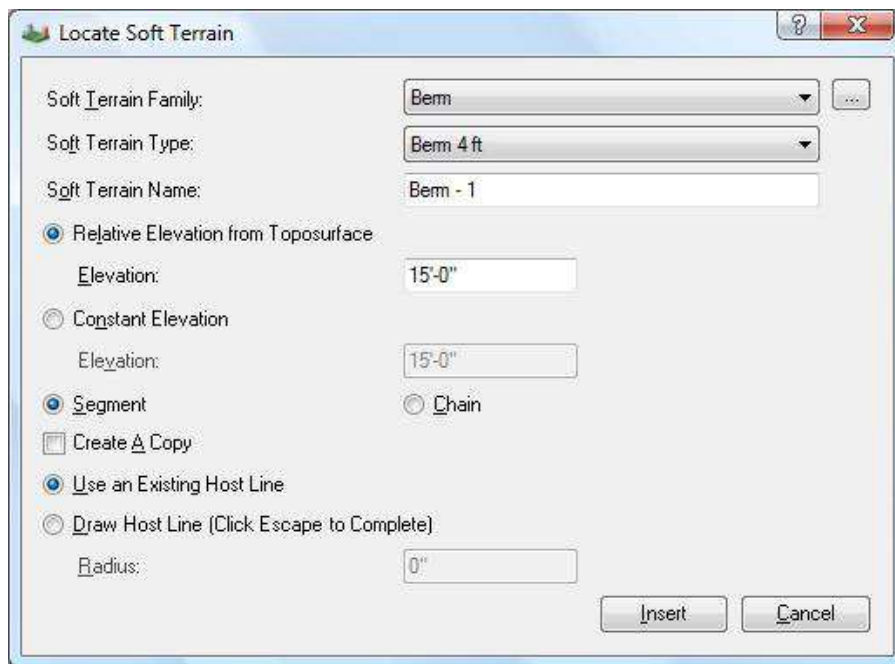 Locate Soft Terrain
Soft Terrain Family: Berm ...
Soft Terrain Type: Berm 4 ft
Soft Terrain Name: Berm - 1
Relative Elevation from Toposurface
Elevation: 15'-0"
Constant Elevation
Elevation: 15'-0"
Segment Chain
Create A Copy
Use an Existing Host Line
Draw Host Line (Click Escape to Complete)
Radius: 0"
Insert Cancel